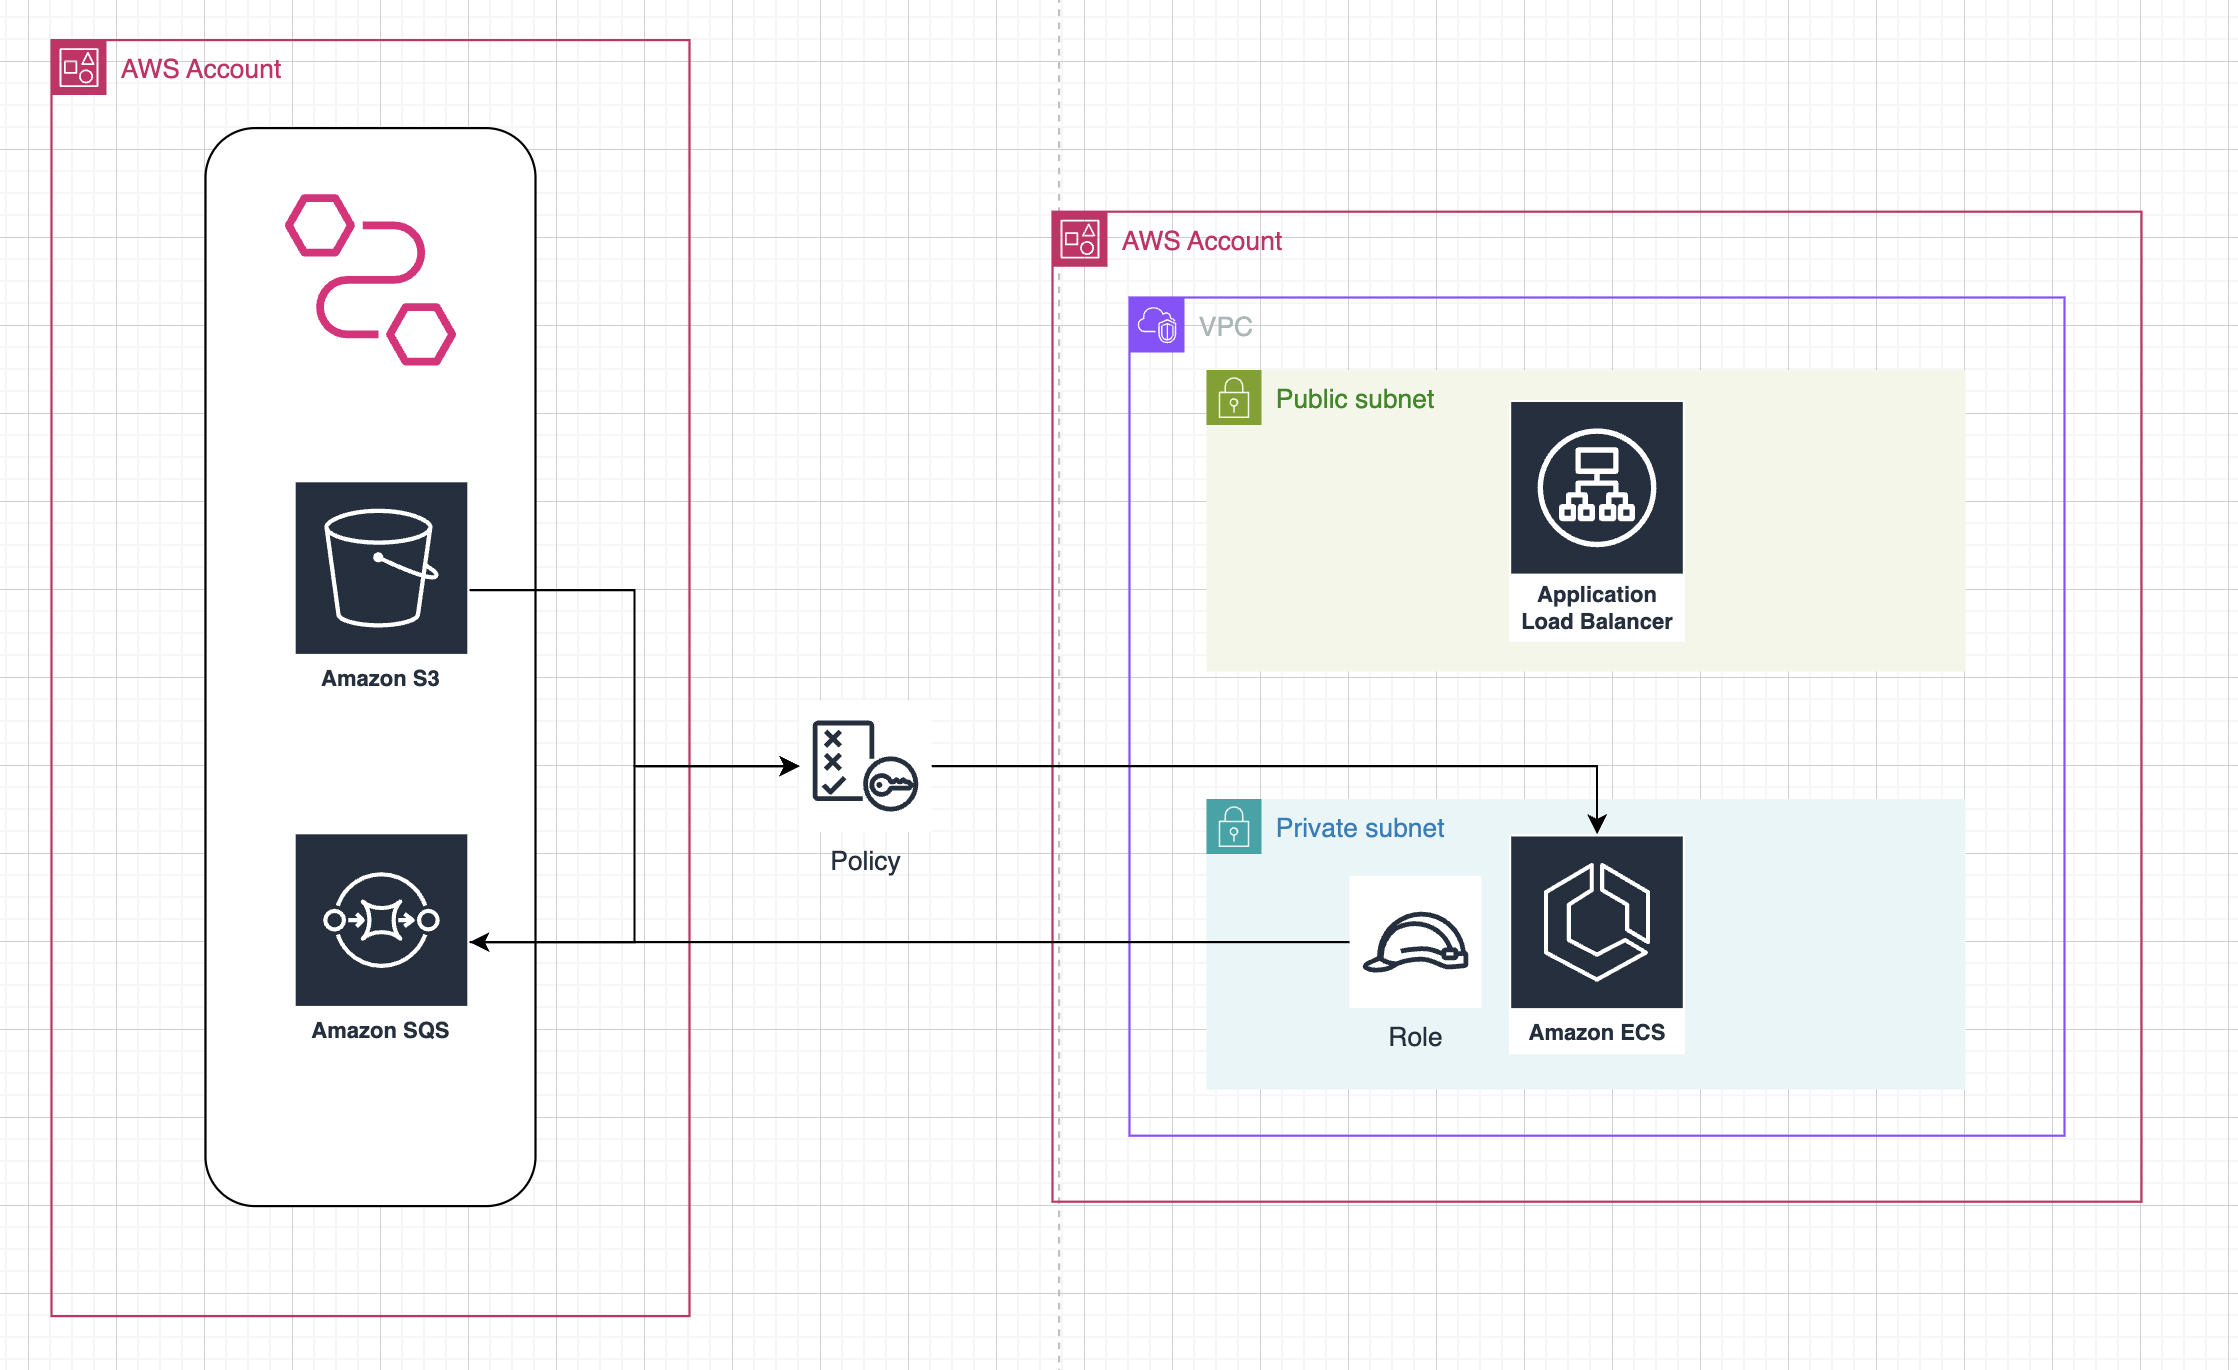 AWS Account
Amazon S3
Amazon SQS
Policy
AWS Account
VPC
Public subnet
Application
Load Balancer
Private subnet
Role
Amazon ECS